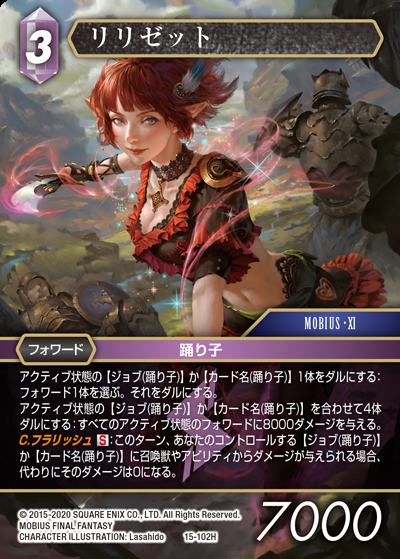 3
リリゼット
MOBIUS・XI
フォワード
踊り子
アクティブ状態の【ジョブ(踊り子)】か【カード名(踊り子)】1体をダルにする：
フォワード1体を選ぶ。それをダルにする。
アクティブ状態の【ジョブ(踊り子)】か【カード名(踊り子)】を合わせて4体
ダルにする：すべてのアクティブ状態のフォワードに8000ダメージを与える。
C.フラリッシュ S：このターン、あなたのコントロールする【ジョブ(踊り子)】
か【カード名(踊り子)】に召喚獣やアビリティからダメージが与えられる場合、
代わりにそのダメージは0になる。
© 2015-2020 SQUARE ENIX CO., LTD. All Rights Reserved.
MOBIUS FINAL FANTASY
CHARACTER ILLUSTRATION: Lasahido
15-102H
7000